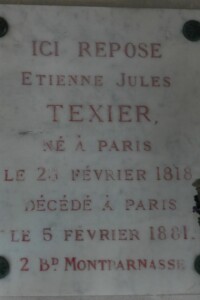 ICI REPOSE
ETIENNE JULES
TEXIER,
NÉ À PARIS
LE 23 FÉVRIER 1818
DÉCÉDÉ À PARIS
LE 5 FÉVRIER 1881.
2 BD MONTPARNASSE